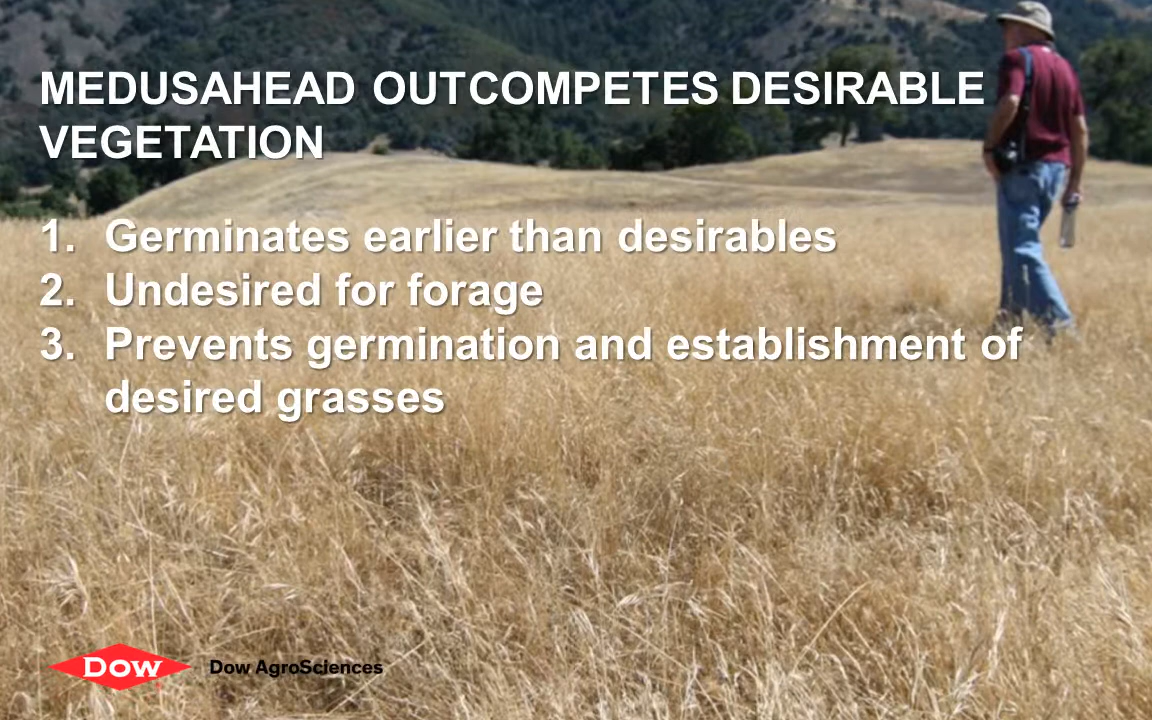 MEDUSAHEAD OUTCOMPETES DESIRABLE
VEGETATION
1. Germinates earlier than desirables
2. Undesired for forage
3. Prevents germination and establishment of
desired grasses
Dow Dow AgroSciences